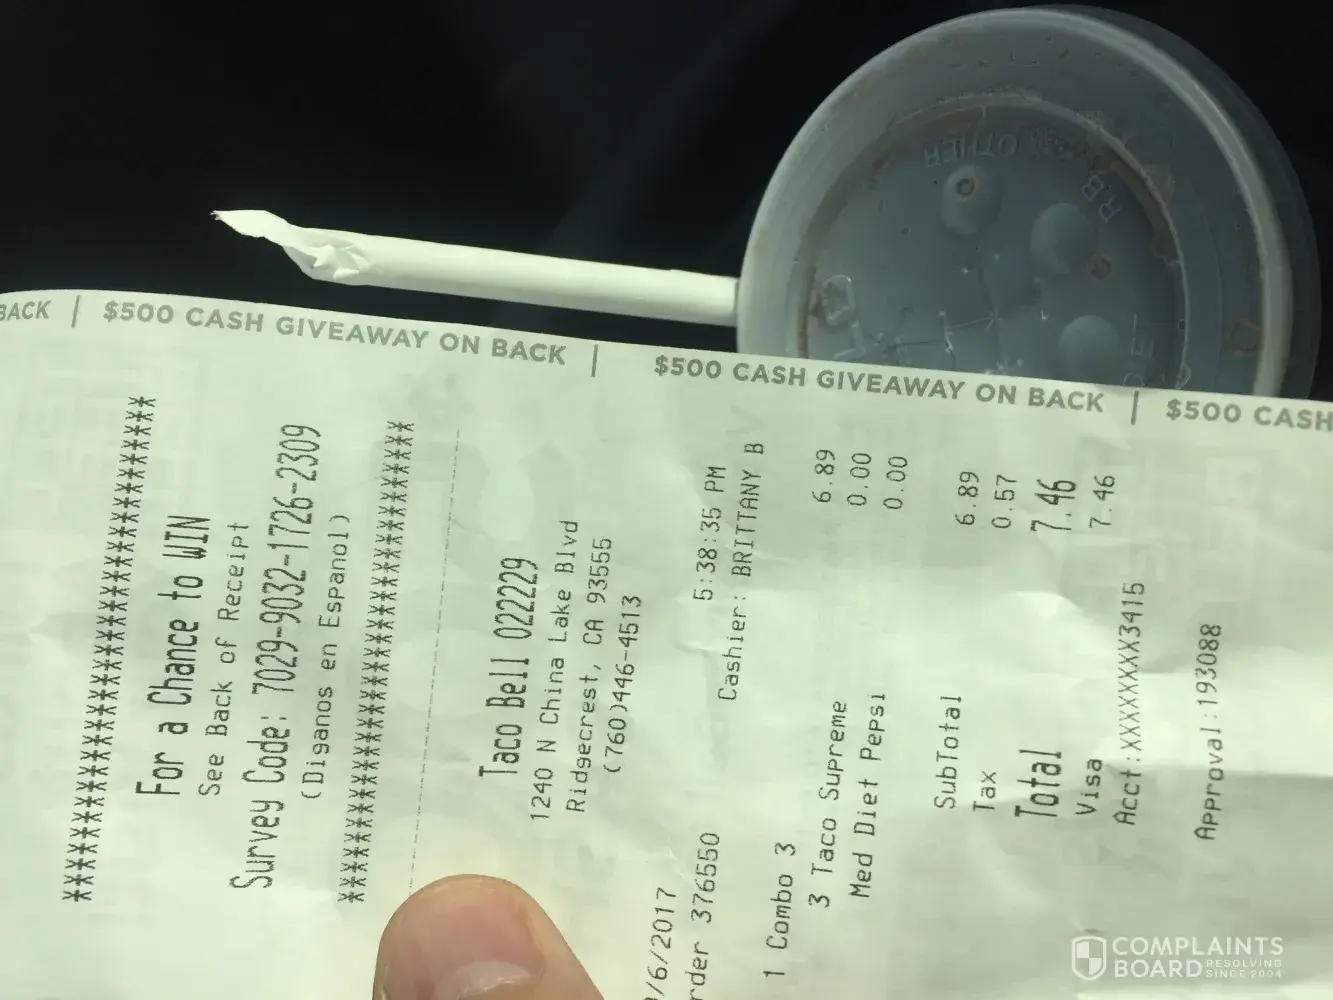 BACK | $500 CASH GIVEAWAY ON BACK | $500 CASH GIVEAWAY ON BACK | $500 CASH
************************
For a Chance to WIN
See Back of Receipt
Survey Code: 7029-9032-1726-2309
(Diganos en Espanol)
************************
Taco Bell 022229
1240 N China Lake Blvd
Ridgecrest, CA 93555
(760)446-4513
/6/2017 5:38:35 PM
rder 376550 Cashier: BRITTANY B
1 Combo 3 6.89
3 Taco Supreme 0.00
Med Diet Pepsi 0.00
SubTotal 6.89
Tax 0.57
Total 7.46
Visa 7.46
Acct:XXXXXXXXX3415
Approval:193088
OTHER
RB
COMPLAINTS
BOARD RESOLVING
SINCE 2004